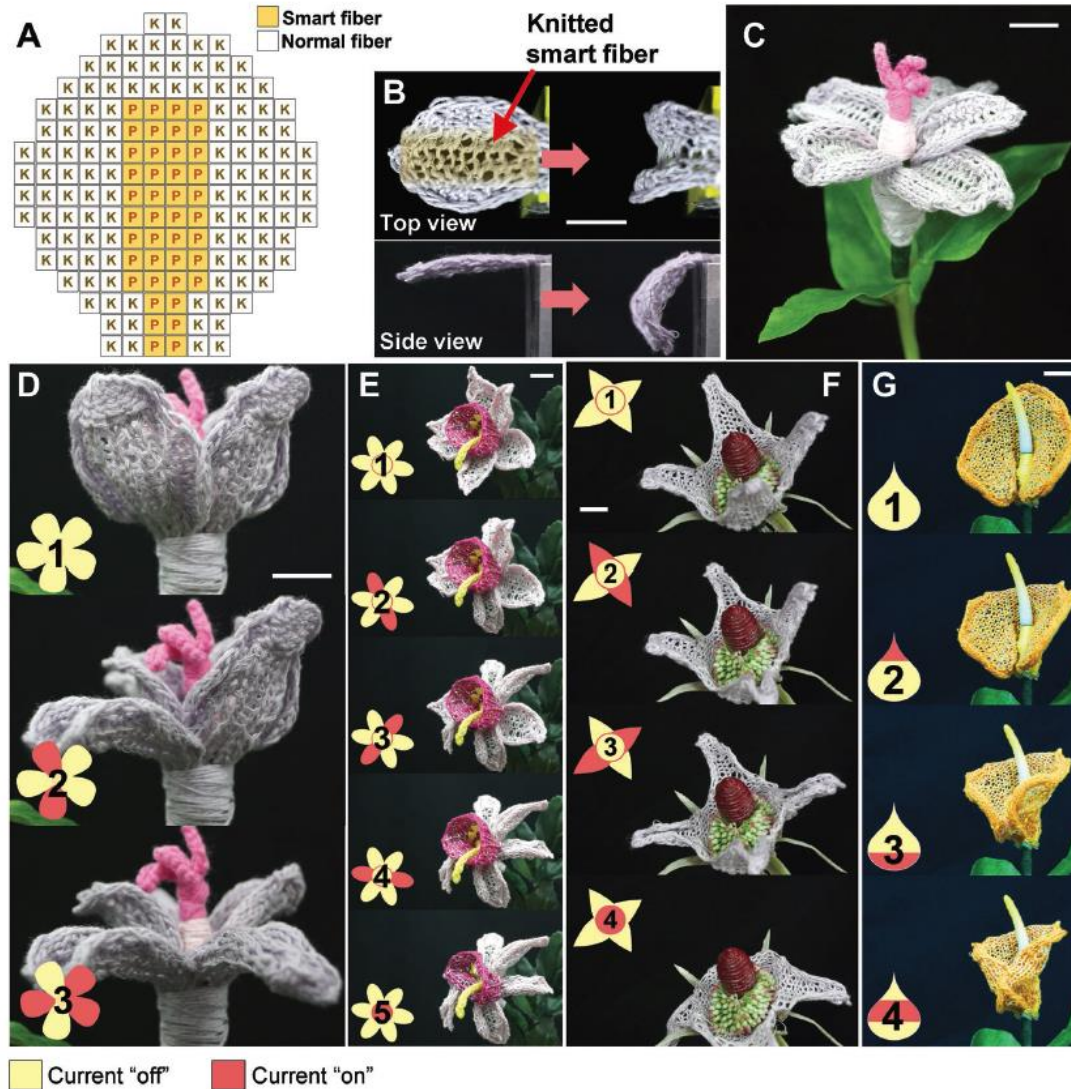 A
Smart fiber
Normal fiber
K K
K K K K K K
K K K K K K K K K
K K K K K K K K K K
K K K K P P P P K K K K
K K K K P P P P K K K K
K K K K K P P P P K K K K K
K K K K K P P P P K K K K K
K K K K K P P P P K K K K K
K K K K K P P P P K K K K K
K K K K P P P P K K K K
K K K K P P P P K K K K
K K K P P P P K K K
K K K P P K K K
K K P P K K
K K P P K K
Knitted
smart fiber
B
Top view
Side view
C
D
1
2
3
E
1
2
3
4
5
F
1
2
3
4
G
1
2
3
4
Current "off"
Current "on"